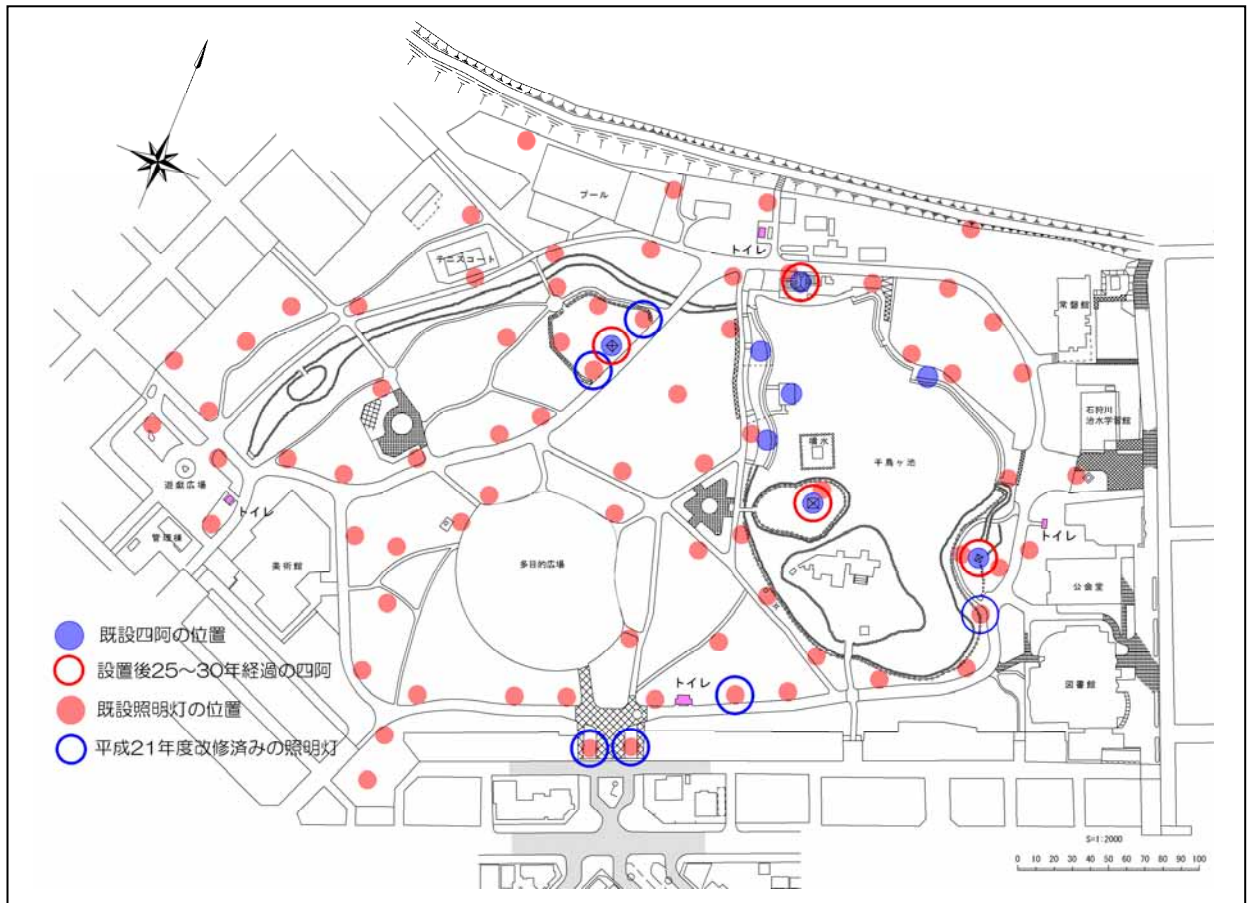 プール
トイレ
テニスコート
常磐館
石狩川
治水学習館
噴水
千鳥ヶ池
遊戯広場
トイレ
管理棟
美術館
多目的広場
トイレ
公会堂
図書館
トイレ
既設四阿の位置
設置後25～30年経過の四阿
既設照明灯の位置
平成21年度改修済みの照明灯
S=1:2000
0 10 20 30 40 50 60 70 80 90 100